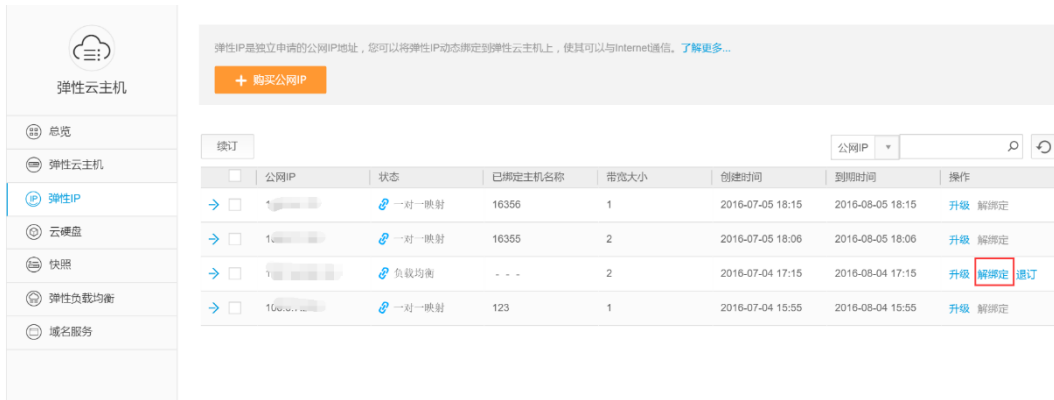 弹性云主机
总览
弹性云主机
弹性IP
云硬盘
快照
弹性负载均衡
域名服务
弹性IP是独立申请的公网IP地址，您可以将弹性IP动态绑定到弹性云主机上，使其可以与Internet通信。了解更多...
+ 购买公网IP
续订 公网IP
公网IP 状态 已绑定主机名称 带宽大小 创建时间 到期时间 操作
一对一映射 16356 1 2016-07-05 18:15 2016-08-05 18:15 升级 解绑定
一对一映射 16355 2 2016-07-05 18:06 2016-08-05 18:06 升级 解绑定
负载均衡 - - - 2 2016-07-04 17:15 2016-08-04 17:15 升级 解绑定 退订
一对一映射 123 1 2016-07-04 15:55 2016-08-04 15:55 升级 解绑定